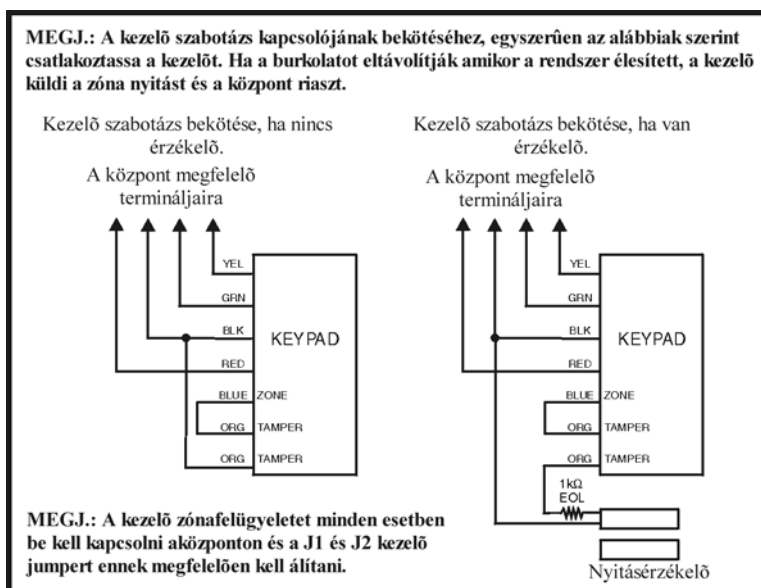 MEGJ.: A kezelõ szabotázs kapcsolójának bekötéséhez, egyszerûen az alábbiak szerint
csatlakoztassa a kezelõt. Ha a burkolatot eltávolítják amikor a rendszer élesített, a kezelõ
küldi a zóna nyitást és a központ riaszt.
Kezelõ szabotázs bekötése, ha nincs
érzékelõ.
A központ megfelelõ
termináljaira
YEL
GRN
BLK
KEYPAD
RED
BLUE ZONE
ORG TAMPER
ORG TAMPER
Kezelõ szabotázs bekötése, ha van
érzékelõ.
A központ megfelelõ
termináljaira
YEL
GRN
BLK
KEYPAD
RED
BLUE ZONE
ORG TAMPER
ORG TAMPER
1kΩ
EOL
Nyitásérzékelõ
MEGJ.: A kezelõ zónafelügyeletet minden esetben
be kell kapcsolni aközponton és a J1 és J2 kezelõ
jumpert ennek megfelelõen kell álítani.